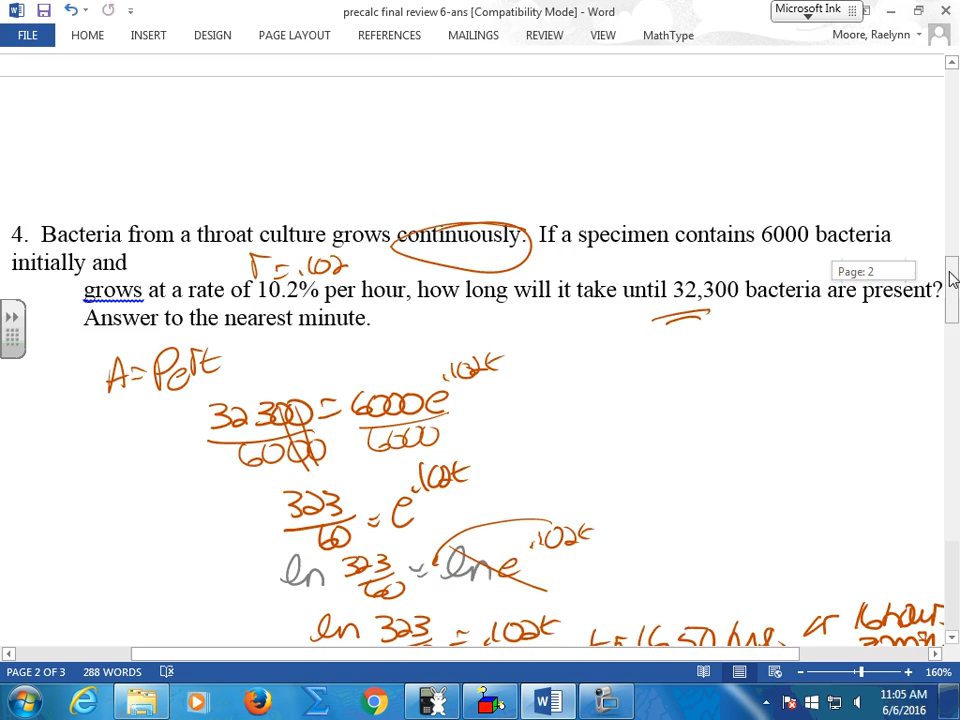 precalc final review 6-ans [Compatibility Mode] - Word
Microsoft Ink
FILE HOME INSERT DESIGN PAGE LAYOUT REFERENCES MAILINGS REVIEW VIEW MathType Moore, Raelynn
4. Bacteria from a throat culture grows continuously. If a specimen contains 6000 bacteria
initially and
r = .102
Page: 2
grows at a rate of 10.2% per hour, how long will it take until 32,300 bacteria are present?
Answer to the nearest minute.
A = Pe^rt
32300/6000 = 6000e^.102t/6000
323/60 = e^.102t
ln 323/60 = ln e^.102t
ln 323 = .102t
16 hour
PAGE 2 OF 3 288 WORDS 160%
11:05 AM
6/6/2016